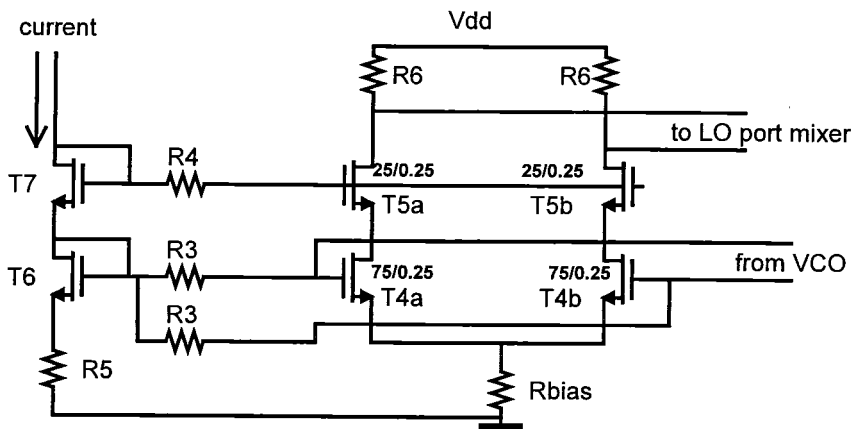 current
Vdd
R6
R6
to LO port mixer
R4
25/0.25
25/0.25
T7
T5a
T5b
R3
from VCO
T6
75/0.25
75/0.25
T4a
T4b
R3
R5
Rbias